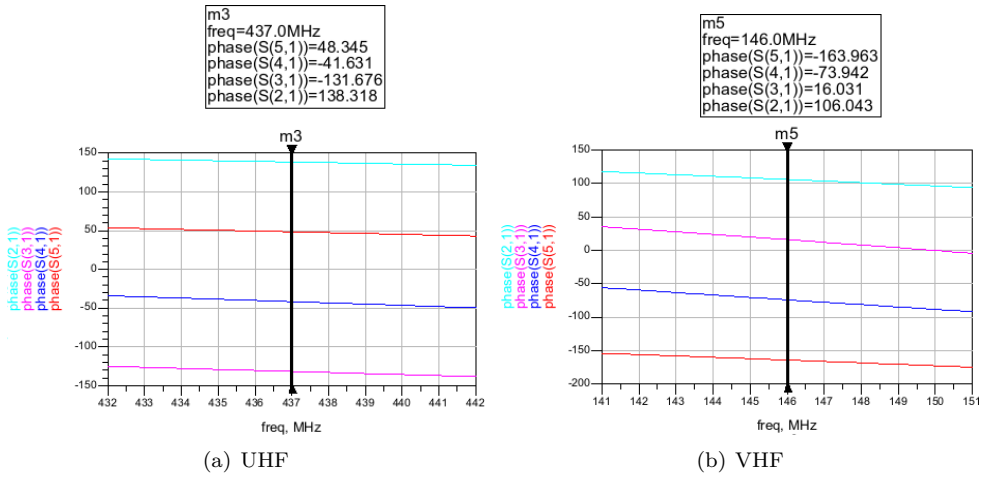 m3
freq=437.0MHz
phase(S(5,1))=48.345
phase(S(4,1))=-41.631
phase(S(3,1))=-131.676
phase(S(2,1))=138.318
m3
150
100
50
0
-50
-100
-150
432 433 434 435 436 437 438 439 440 441 442
freq, MHz
phase(S(2,1))
phase(S(3,1))
phase(S(4,1))
phase(S(5,1))
(a) UHF
m5
freq=146.0MHz
phase(S(5,1))=-163.963
phase(S(4,1))=-73.942
phase(S(3,1))=16.031
phase(S(2,1))=106.043
m5
150
100
50
0
-50
-100
-150
-200
141 142 143 144 145 146 147 148 149 150 151
freq, MHz
phase(S(2,1))
phase(S(3,1))
phase(S(4,1))
phase(S(5,1))
(b) VHF